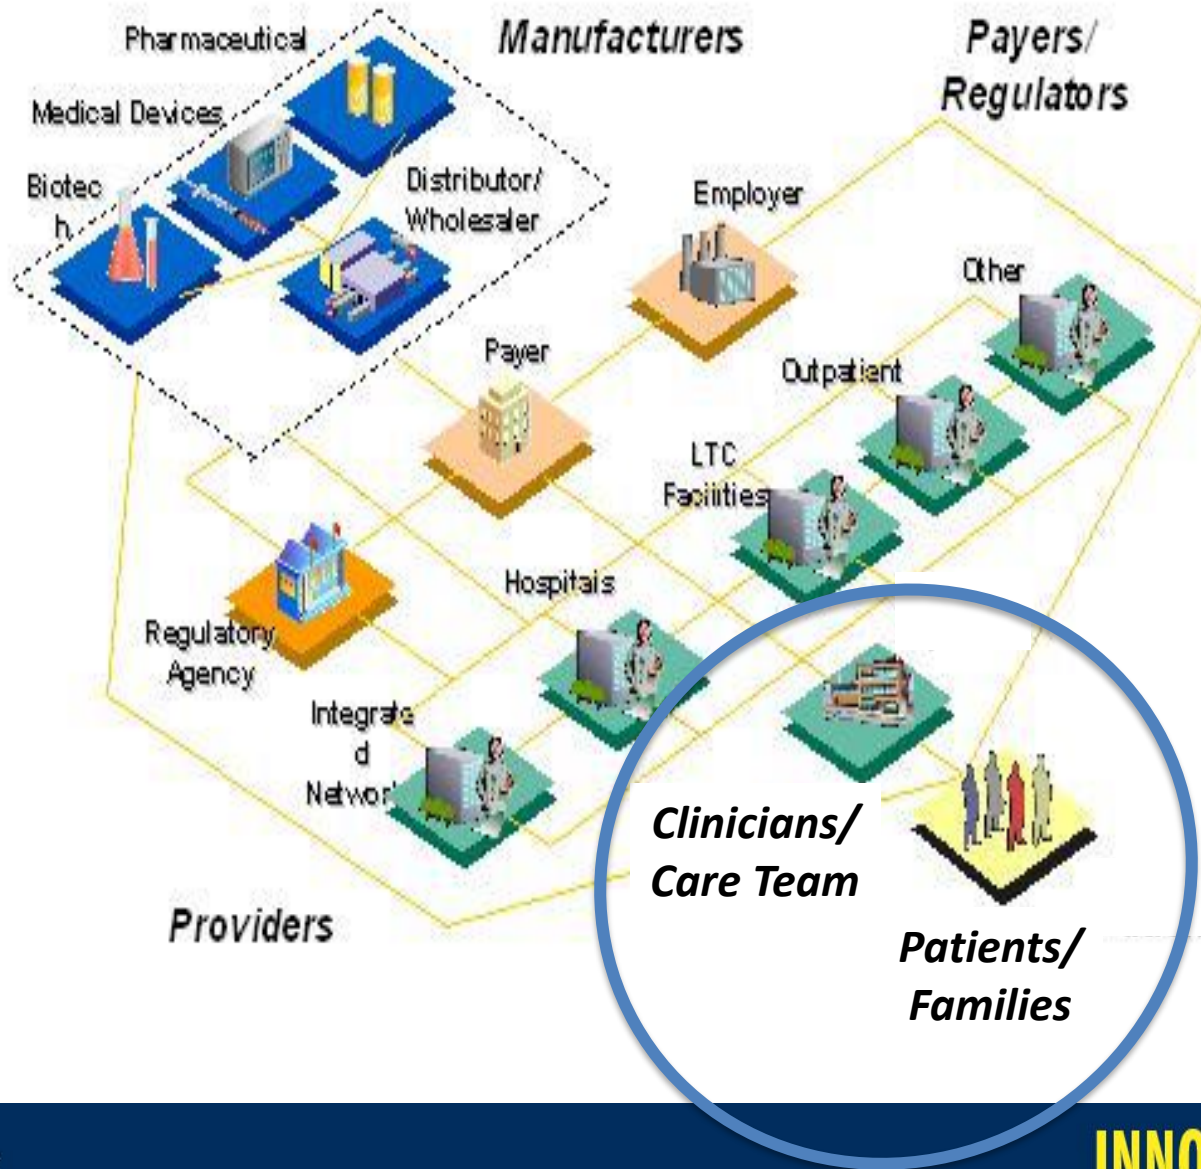 Pharmaceutical
Manufacturers
Payers/
Regulators
Medical Devices
Biotec
h
Distributor/
Wholesaler
Employer
Other
Payer
Outpatient
LTC
Facilities
Hospitals
Regulatory
Agency
Integrate
d
Network
Clinicians/
Care Team
Providers
Patients/
Families